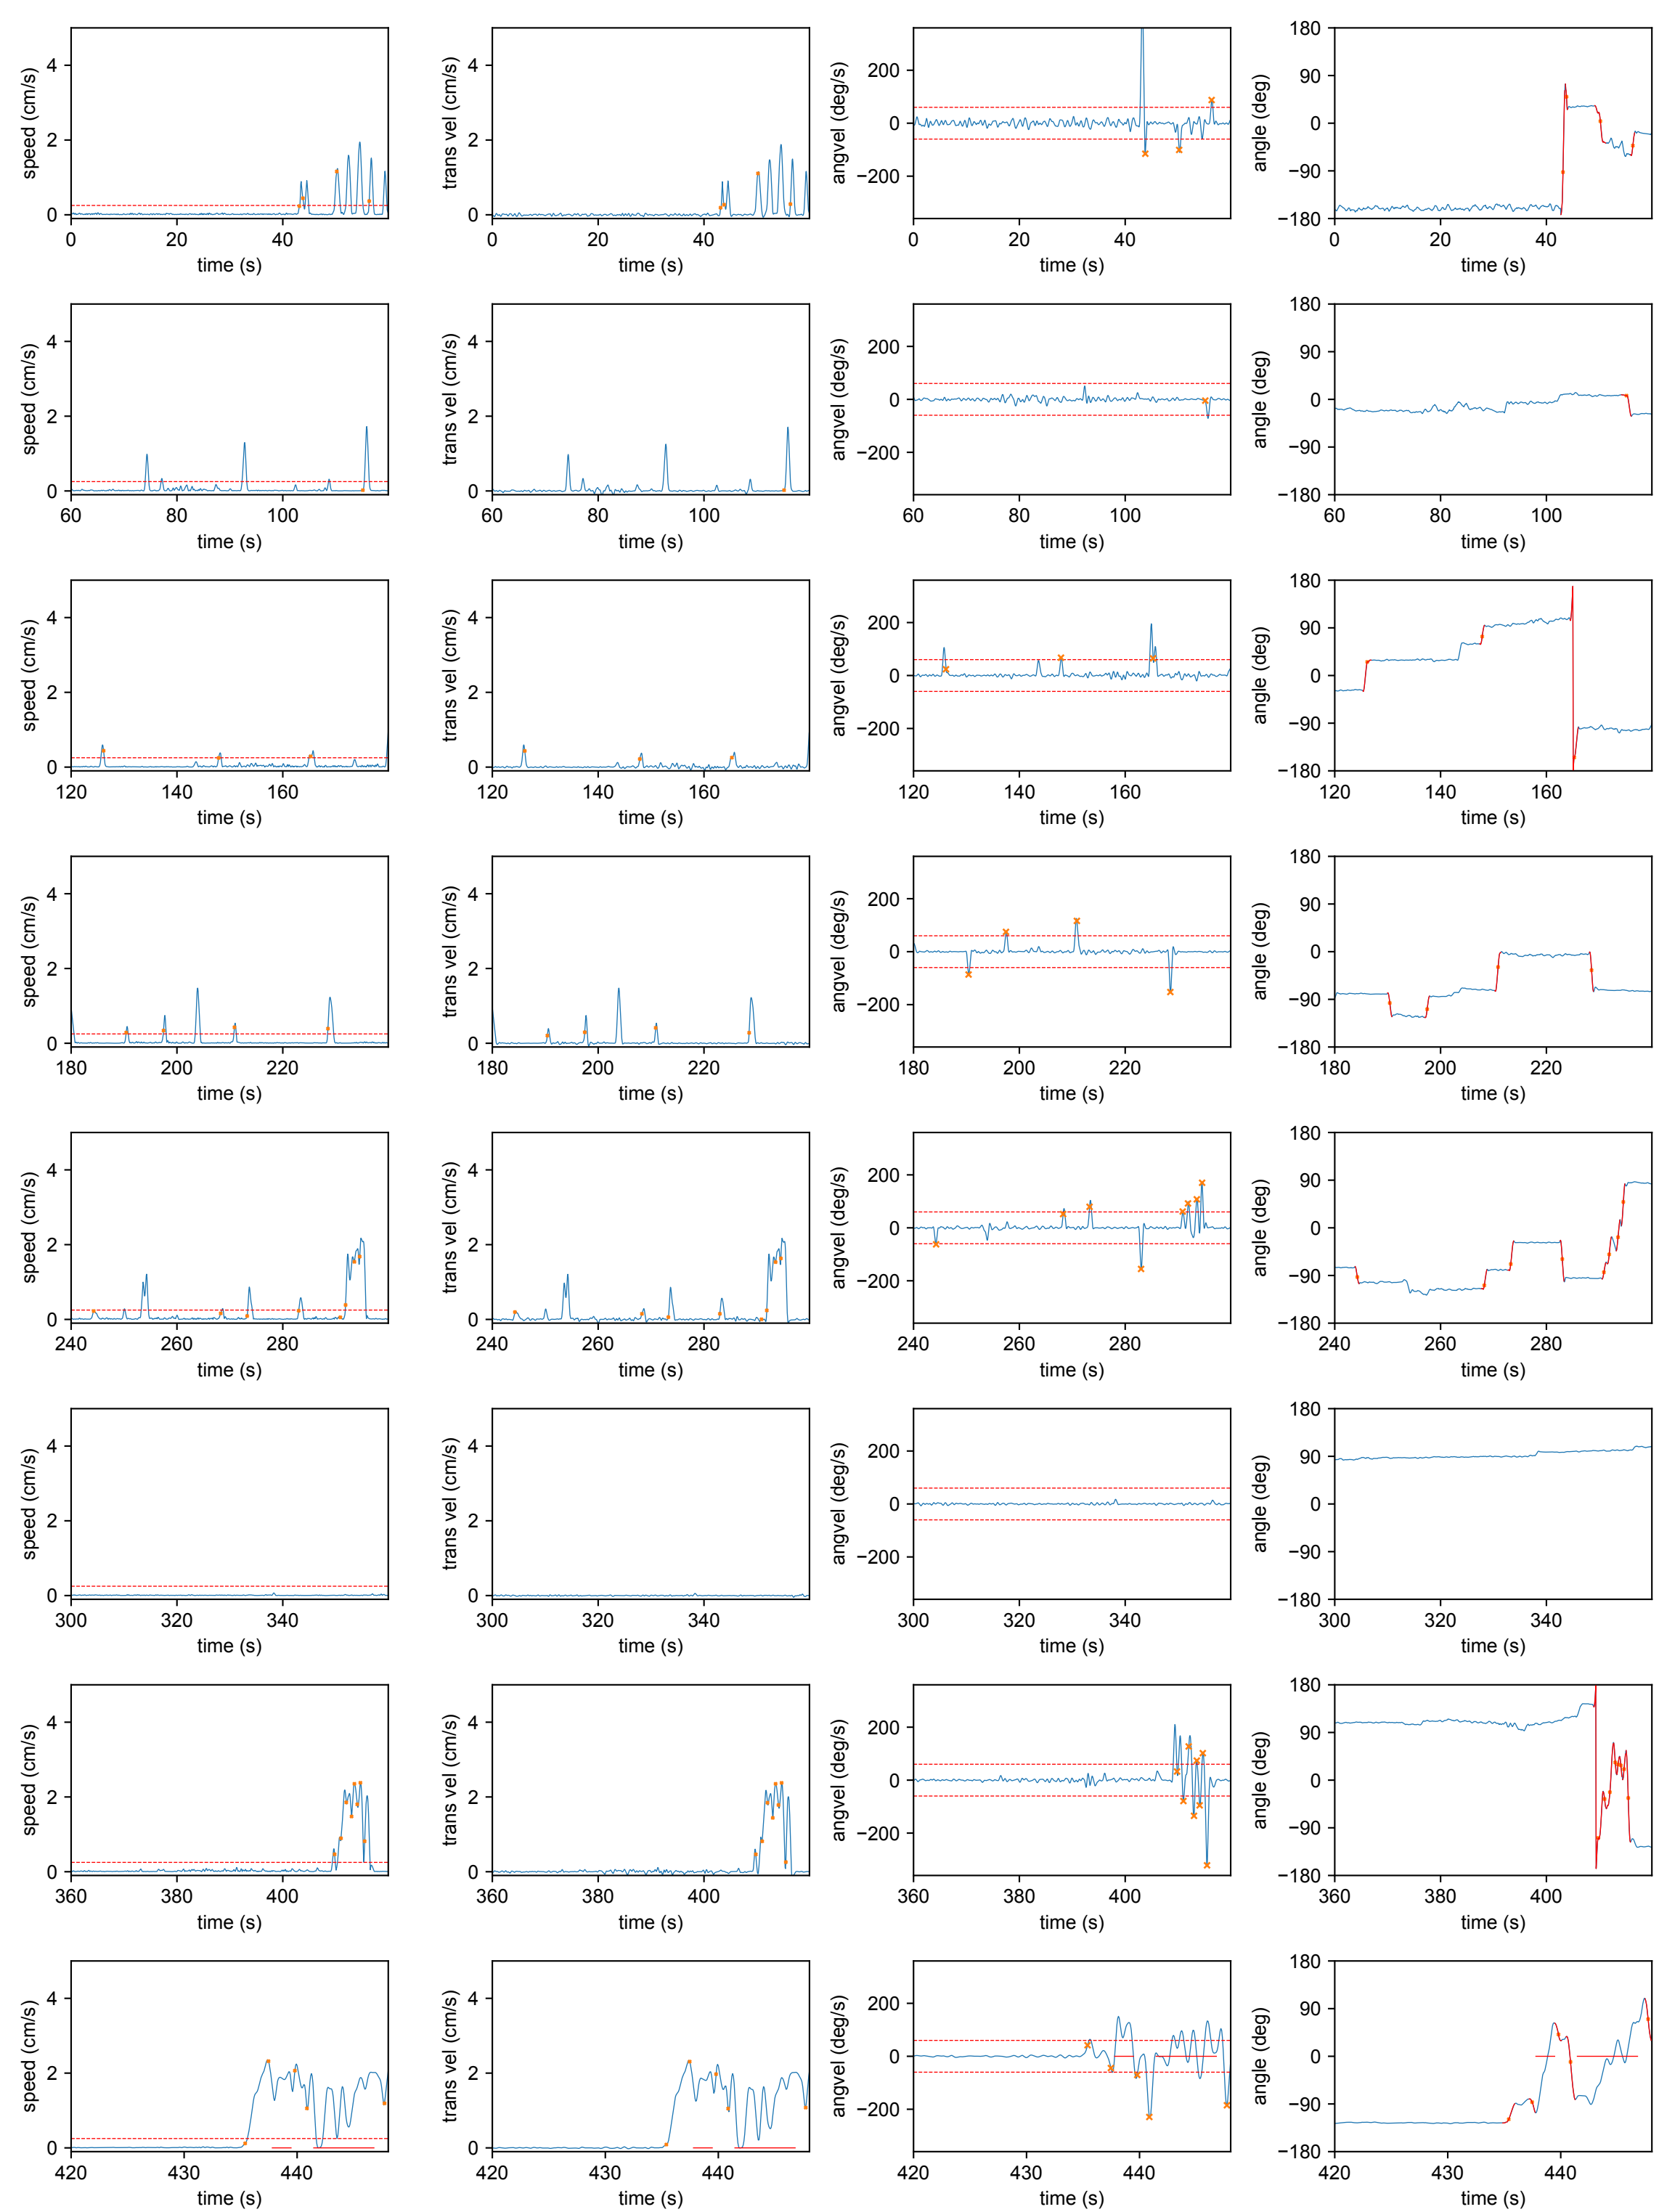 speed (cm/s) trans vel (cm/s) angvel (deg/s) angle (deg)
4 4 200 180
2 2 0 90
0 0 −200 0
−90
−180
0 20 40 0 20 40 0 20 40 0 20 40
time (s) time (s) time (s) time (s)
speed (cm/s) trans vel (cm/s) angvel (deg/s) angle (deg)
4 4 200 180
2 2 0 90
0 0 −200 0
−90
−180
60 80 100 60 80 100 60 80 100 60 80 100
time (s) time (s) time (s) time (s)
speed (cm/s) trans vel (cm/s) angvel (deg/s) angle (deg)
4 4 200 180
2 2 0 90
0 0 −200 0
−90
−180
120 140 160 120 140 160 120 140 160 120 140 160
time (s) time (s) time (s) time (s)
speed (cm/s) trans vel (cm/s) angvel (deg/s) angle (deg)
4 4 200 180
2 2 0 90
0 0 −200 0
−90
−180
180 200 220 180 200 220 180 200 220 180 200 220
time (s) time (s) time (s) time (s)
speed (cm/s) trans vel (cm/s) angvel (deg/s) angle (deg)
4 4 200 180
2 2 0 90
0 0 −200 0
−90
−180
240 260 280 240 260 280 240 260 280 240 260 280
time (s) time (s) time (s) time (s)
speed (cm/s) trans vel (cm/s) angvel (deg/s) angle (deg)
4 4 200 180
2 2 0 90
0 0 −200 0
−90
−180
300 320 340 300 320 340 300 320 340 300 320 340
time (s) time (s) time (s) time (s)
speed (cm/s) trans vel (cm/s) angvel (deg/s) angle (deg)
4 4 200 180
2 2 0 90
0 0 −200 0
−90
−180
360 380 400 360 380 400 360 380 400 360 380 400
time (s) time (s) time (s) time (s)
speed (cm/s) trans vel (cm/s) angvel (deg/s) angle (deg)
4 4 200 180
2 2 0 90
0 0 −200 0
−90
−180
420 430 440 420 430 440 420 430 440 420 430 440
time (s) time (s) time (s) time (s)